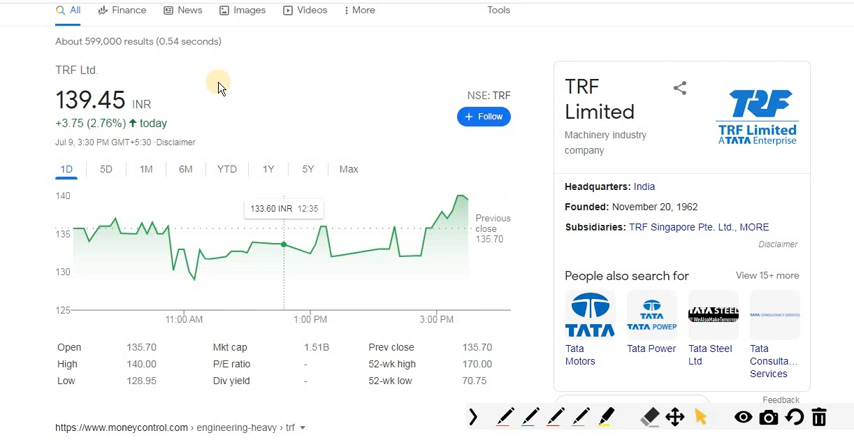 All Finance News Images Videos More Tools
About 599,000 results (0.54 seconds)
TRF Ltd.
139.45 INR
+3.75 (2.76%) today
Jul 9, 3:30 PM GMT+5:30 · Disclaimer
NSE: TRF
+ Follow
1D 5D 1M 6M YTD 1Y 5Y Max
140
135
130
125
133.60 INR 12:35
Previous
close
135.70
11:00 AM 1:00 PM 3:00 PM
Open 135.70 Mkt cap 1.51B Prev close 135.70
High 140.00 P/E ratio - 52-wk high 170.00
Low 128.95 Div yield - 52-wk low 70.75
https://www.moneycontrol.com › engineering-heavy › trf
TRF
Limited
Machinery industry
company
TRF
TRF Limited
A TATA Enterprise
Headquarters: India
Founded: November 20, 1962
Subsidiaries: TRF Singapore Pte. Ltd., MORE
Disclaimer
People also search for View 15+ more
TATA
TATA
TATA POWER
TATA STEEL
TATA CONSULTANCY SERVICES
Tata
Motors
Tata Power
Tata Steel
Ltd
Tata
Consulta...
Services
Feedback